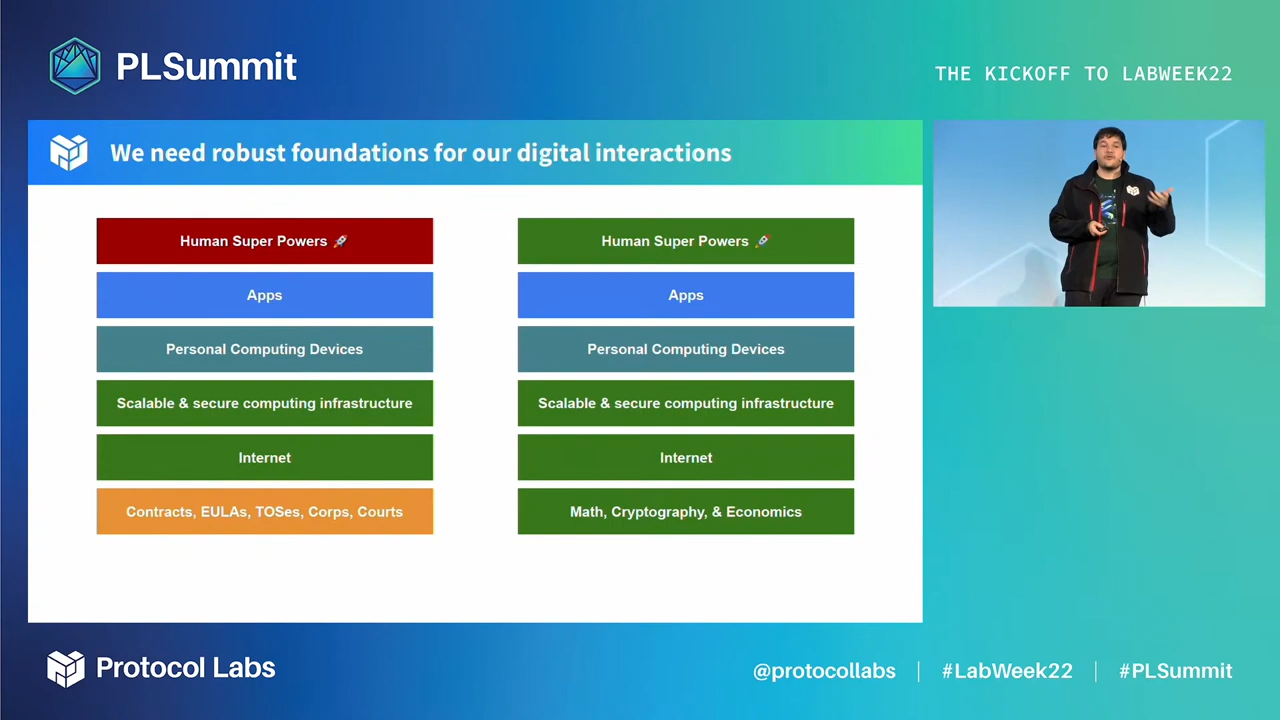 PLSummit
THE KICKOFF TO LABWEEK22
We need robust foundations for our digital interactions
Human Super Powers 🚀
Apps
Personal Computing Devices
Scalable & secure computing infrastructure
Internet
Contracts, EULAs, TOSes, Corps, Courts
Human Super Powers 🚀
Apps
Personal Computing Devices
Scalable & secure computing infrastructure
Internet
Math, Cryptography, & Economics
Protocol Labs
@protocollabs | #LabWeek22 | #PLSummit